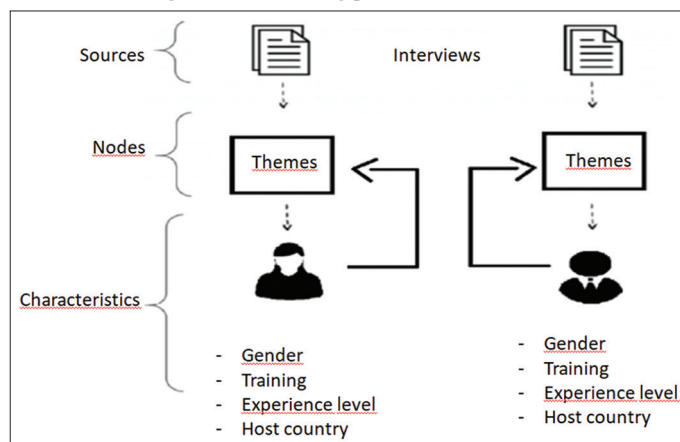 Sources
Interviews
Nodes
Themes
Themes
Characteristics
- Gender
- Training
- Experience level
- Host country
- Gender
- Training
- Experience level
- Host country